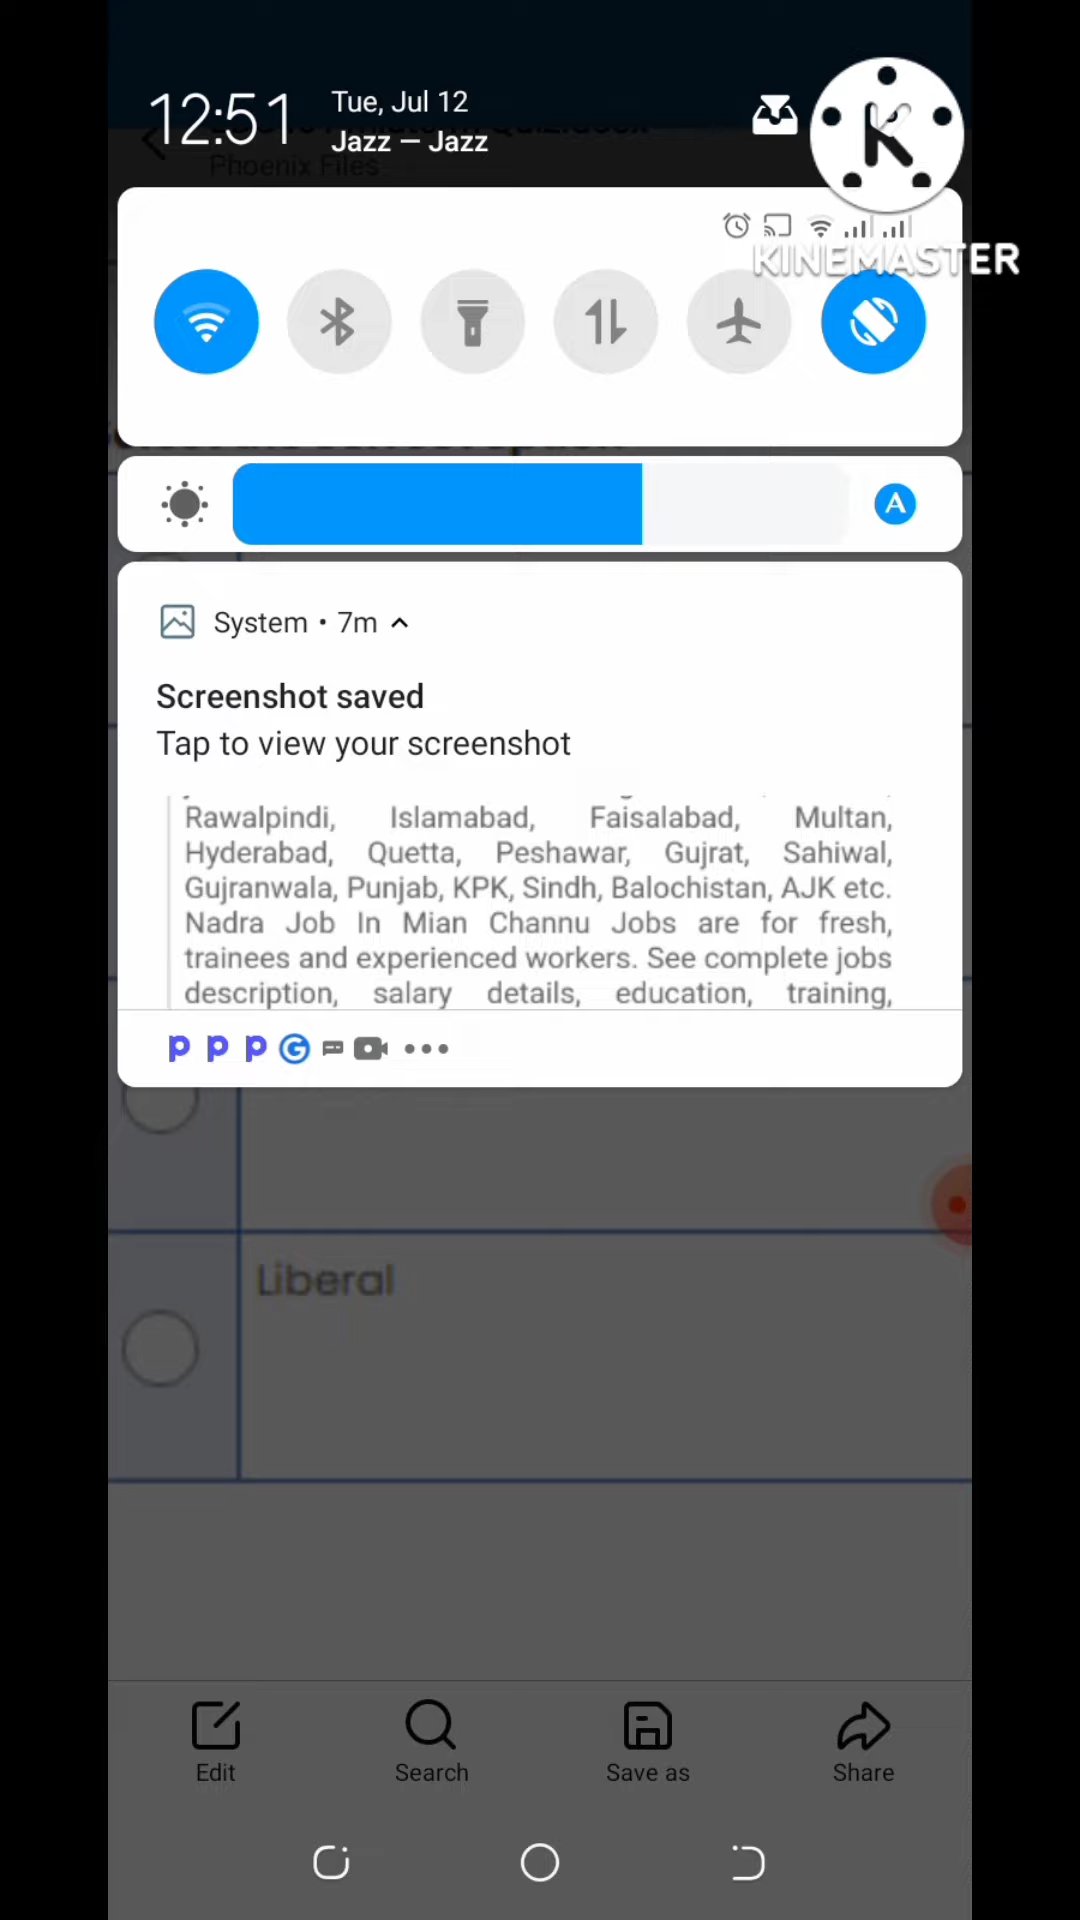 12:51
Tue, Jul 12
Jazz — Jazz
Phoenix Files
KINEMASTER
A
System • 7m
Screenshot saved
Tap to view your screenshot
Rawalpindi, Islamabad, Faisalabad, Multan,
Hyderabad, Quetta, Peshawar, Gujrat, Sahiwal,
Gujranwala, Punjab, KPK, Sindh, Balochistan, AJK etc.
Nadra Job In Mian Channu Jobs are for fresh,
trainees and experienced workers. See complete jobs
description, salary details, education, training,
Liberal
Edit Search Save as Share